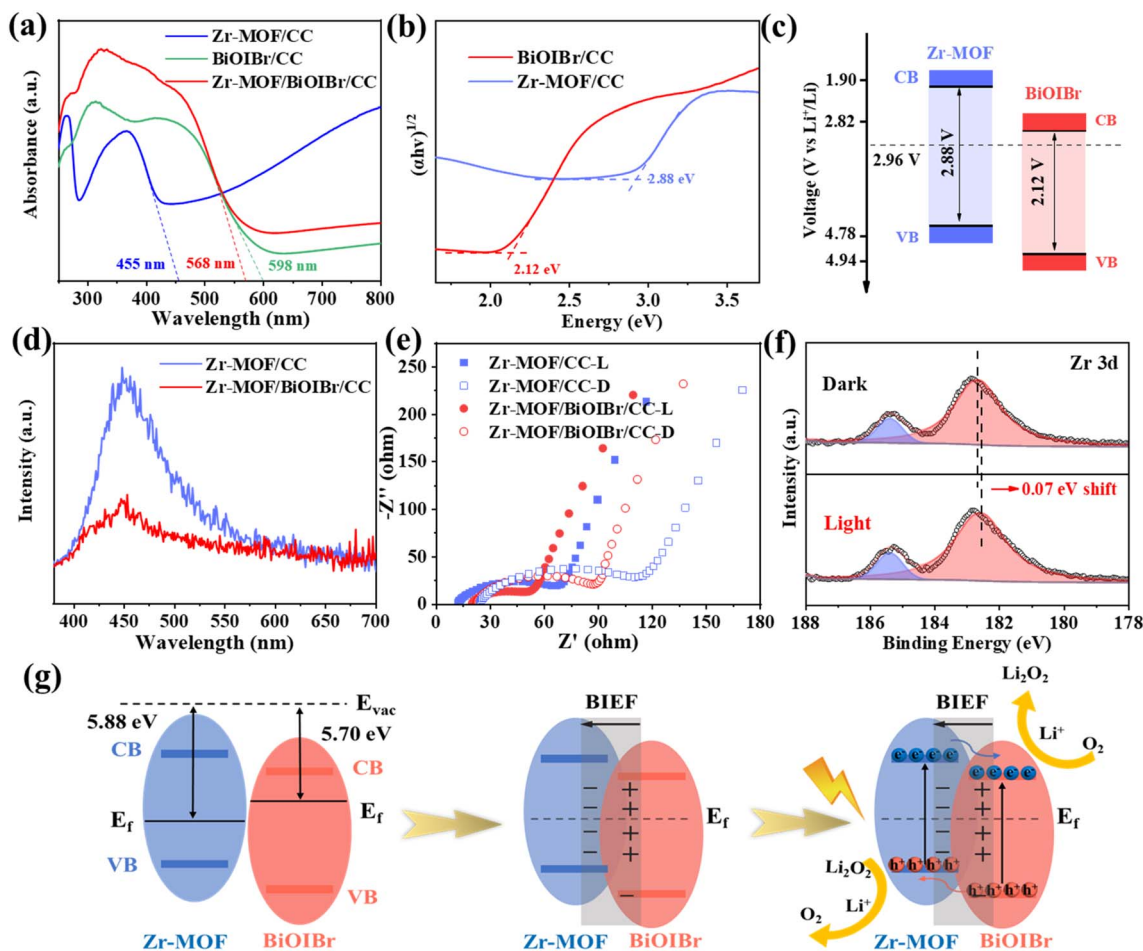 (a)
Zr-MOF/CC
BiOIBr/CC
Zr-MOF/BiOIBr/CC
Absorbance (a.u.)
455 nm
568 nm
598 nm
300 400 500 600 700 800
Wavelength (nm)
(b)
BiOIBr/CC
Zr-MOF/CC
(αhν)1/2
2.88 eV
2.12 eV
2.0 2.5 3.0 3.5
Energy (eV)
(c)
Zr-MOF
BiOIBr
CB
CB
VB
VB
1.90
2.82
2.96 V
4.78
4.94
2.88 V
2.12 V
Voltage (V vs Li+/Li)
(d)
Zr-MOF/CC
Zr-MOF/BiOIBr/CC
Intensity (a.u.)
400 450 500 550 600 650 700
Wavelength (nm)
(e)
Zr-MOF/CC-L
Zr-MOF/CC-D
Zr-MOF/BiOIBr/CC-L
Zr-MOF/BiOIBr/CC-D
250
200
150
100
50
0
-Z'' (ohm)
0 30 60 90 120 150 180
Z' (ohm)
(f)
Zr 3d
Dark
Light
0.07 eV shift
Intensity (a.u.)
188 186 184 182 180 178
Binding Energy (eV)
(g)
Evac
5.88 eV
5.70 eV
CB
CB
Ef
Ef
VB
VB
Zr-MOF
BiOIBr
BIEF
− +
− +
− +
− +
−
Ef
Zr-MOF
BiOIBr
BIEF
Li2O2
Li+
O2
e- e- e- e-
e- e- e- e-
− +
− +
− +
− +
Ef
h+ h+ h+ h+
h+ h+ h+ h+
Li2O2
Li+
O2
Zr-MOF
BiOIBr